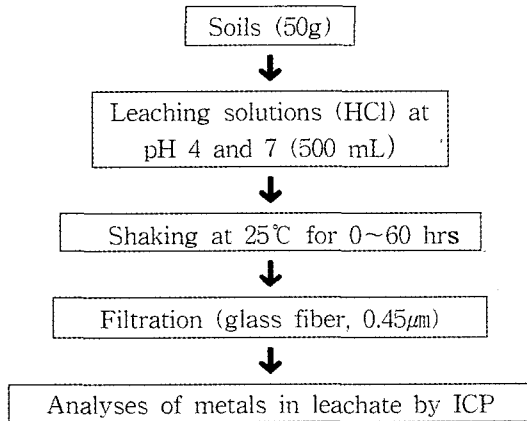 Soils (50g)
Leaching solutions (HCl) at
pH 4 and 7 (500 mL)
Shaking at 25℃ for 0~60 hrs
Filtration (glass fiber, 0.45㎛)
Analyses of metals in leachate by ICP